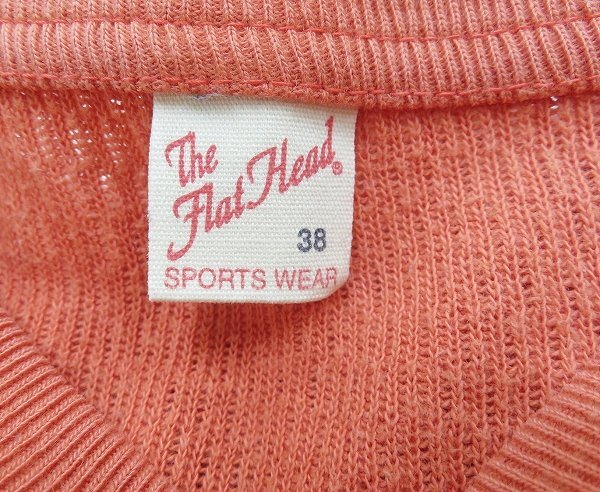 The
Flat Head®
38
SPORTS WEAR